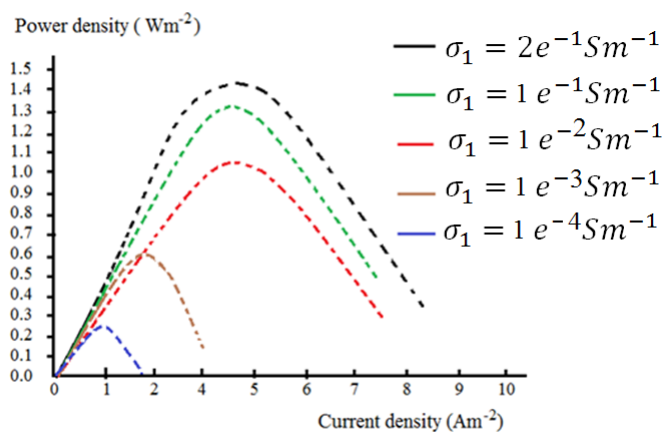 Power density ( Wm⁻²)
σ₁ = 2e⁻¹Sm⁻¹
σ₁ = 1 e⁻¹Sm⁻¹
σ₁ = 1 e⁻²Sm⁻¹
σ₁ = 1 e⁻³Sm⁻¹
σ₁ = 1 e⁻⁴Sm⁻¹
1.5
1.4
1.3
1.2
1.1
1.0
0.9
0.8
0.7
0.6
0.5
0.4
0.3
0.2
0.1
0.0
0 1 2 4 5 6 7 8 9 10
Current density (Am⁻²)